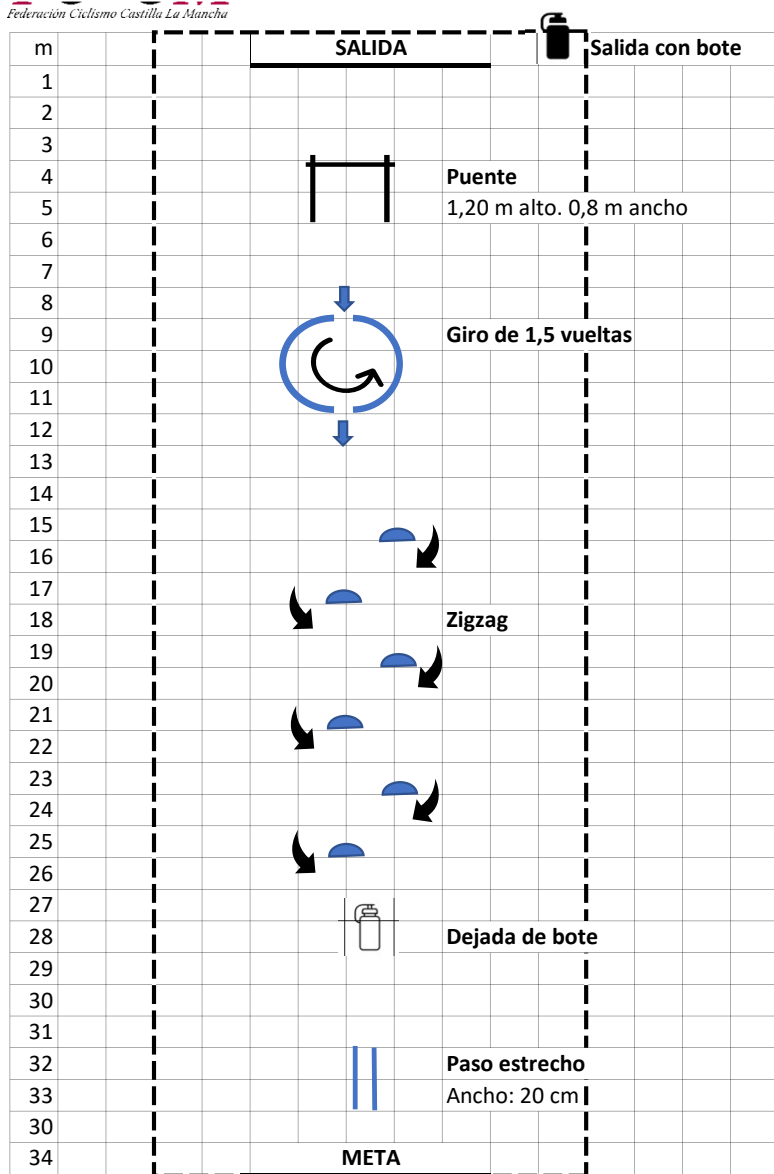 Federación Ciclismo Castilla La Mancha
m SALIDA Salida con bote
1
2
3
4 Puente
5 1,20 m alto. 0,8 m ancho
6
7
8
9 Giro de 1,5 vueltas
10
11
12
13
14
15
16
17
18 Zigzag
19
20
21
22
23
24
25
26
27
28 Dejada de bote
29
30
31
32 Paso estrecho
33 Ancho: 20 cm
30
34 META